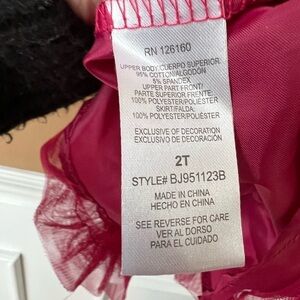 RN 126160
UPPER BODY/CUERPO SUPERIOR:
95% COTTON/ALGODÓN
5% SPANDEX
UPPER PART FRONT/
PARTE SUPERIOR FRENTE:
100% POLYESTER/POLIÉSTER
SKIRT/FALDA:
100% POLYESTER/POLIÉSTER
EXCLUSIVE OF DECORATION
EXCLUSIVO DE DECORACIÓN
2T
STYLE# BJ951123B
MADE IN CHINA
HECHO EN CHINA
SEE REVERSE FOR CARE
VER AL DORSO
PARA EL CUIDADO